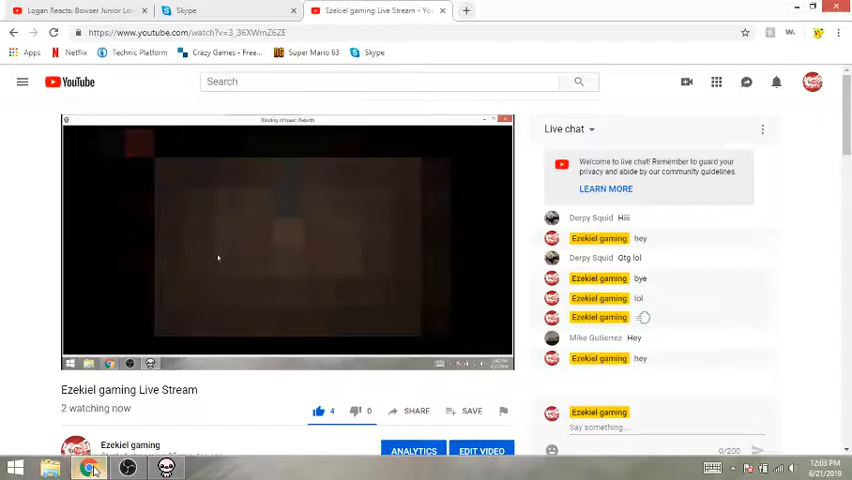 Logan Reacts: Bowser Junior Lo
Skype
Ezekiel gaming Live Stream - Yo
https://www.youtube.com/watch?v=3_36XWmZ6ZE
Apps
Netflix
Technic Platform
Crazy Games - Free...
Super Mario 63
Skype
YouTube
Search
Binding of Isaac Rebirth
Live chat
Welcome to live chat! Remember to guard your
privacy and abide by our community guidelines.
LEARN MORE
Derpy Squid Hiii
Ezekiel gaming hey
Derpy Squid Gtg lol
Ezekiel gaming bye
Ezekiel gaming lol
Ezekiel gaming
Mike Gutierrez Hey
Ezekiel gaming hey
Ezekiel gaming Live Stream
2 watching now
4
0
SHARE
SAVE
Ezekiel gaming
Say something...
0/200
Ezekiel gaming
ANALYTICS
EDIT VIDEO
12:03 PM
6/21/2019